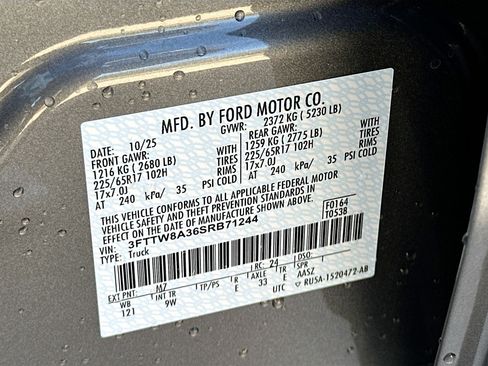 MFD. BY FORD MOTOR CO.
DATE: 10/25 GVWR: 2372 KG ( 5230 LB)
FRONT GAWR: REAR GAWR:
1216 KG ( 2680 LB) WITH 1259 KG ( 2775 LB) WITH
225/65R17 102H TIRES 225/65R17 102H TIRES
17x7.0J RIMS 17x7.0J RIMS
AT 240 kPa/ 35 PSI COLD AT 240 kPa/ 35 PSI COLD
THIS VEHICLE CONFORMS TO ALL APPLICABLE FEDERAL MOTOR
VEHICLE SAFETY AND BUMPER STANDARDS IN
EFFECT ON THE DATE OF MANUFACTURE SHOWN ABOVE.
VIN: 3FTTW8A36SRB71244 F0164
TYPE: Truck T0538
EXT PNT: M7 RC: 24 DSO:
WB INT TR TP/PS R AXLE TR SPR
121 9W E 33 E AASZ
UTC RU5A-1520472-AB